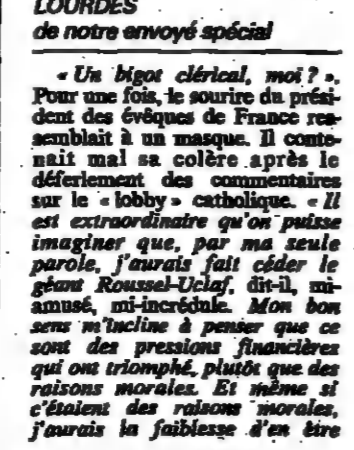 LOURDES
de notre envoyé spécial
« Un bigot clérical, moi ? ».
Pour une fois, le sourire du prési-
dent des évêques de France res-
semblait à un masque. Il conte-
nait mal sa colère après le
déferlement des commentaires
sur le « lobby » catholique. « Il
est extraordinaire qu'on puisse
imaginer que, par ma seule
parole, j'aurais fait céder le
géant Roussel-Uclaf, dit-il, mi-
amusé, mi-incrédule. Mon bon
sens m'incline à penser que ce
sont des pressions financières
qui ont triomphé, plutôt que des
raisons morales. Et même si
c'étaient des raisons morales,
j'aurais la faiblesse d'en être